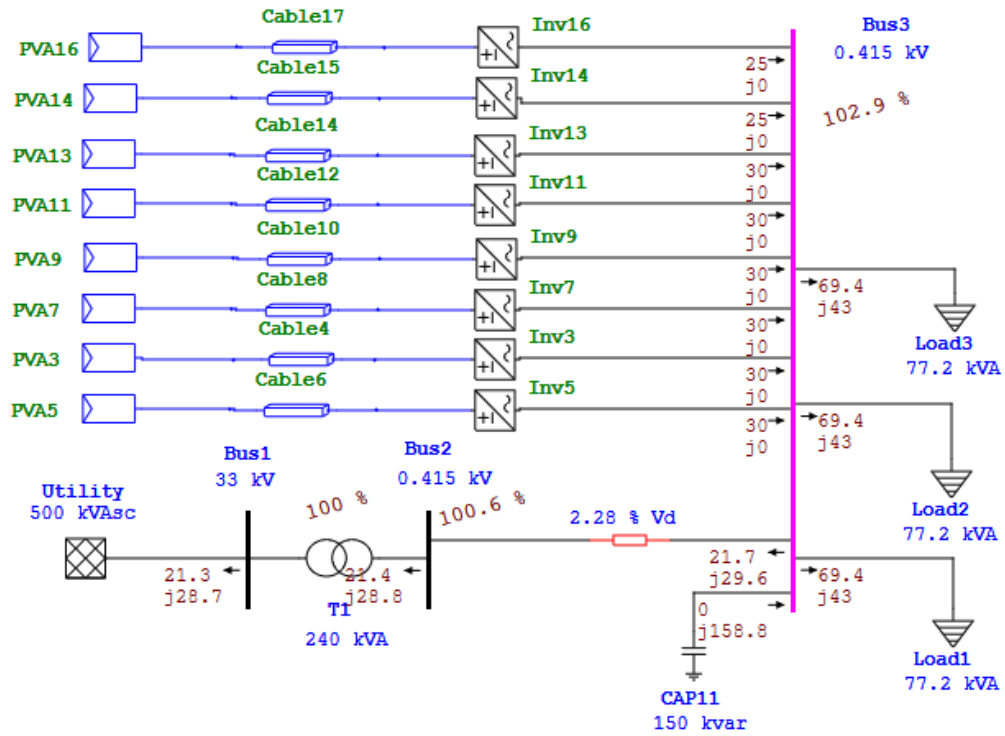 Cable17
Inv16
Bus3
PVA16
0.415 kV
Cable15
25
j0
Inv14
102.9 %
PVA14
Cable14
25
j0
Inv13
PVA13
Cable12
30
j0
Inv11
PVA11
Cable10
30
j0
Inv9
PVA9
Cable8
30
j0
69.4
j43
Inv7
PVA7
Cable4
30
j0
Load3
77.2 kVA
Inv3
PVA3
Cable6
30
j0
Inv5
PVA5
30
j0
69.4
j43
Bus1
33 kV
Bus2
0.415 kV
Utility
500 kVAsc
100 %
100.6 %
2.28 % Vd
Load2
77.2 kVA
21.3
j28.7
21.4
j28.8
21.7
j29.6
69.4
j43
T1
240 kVA
0
j158.8
Load1
77.2 kVA
CAP11
150 kvar